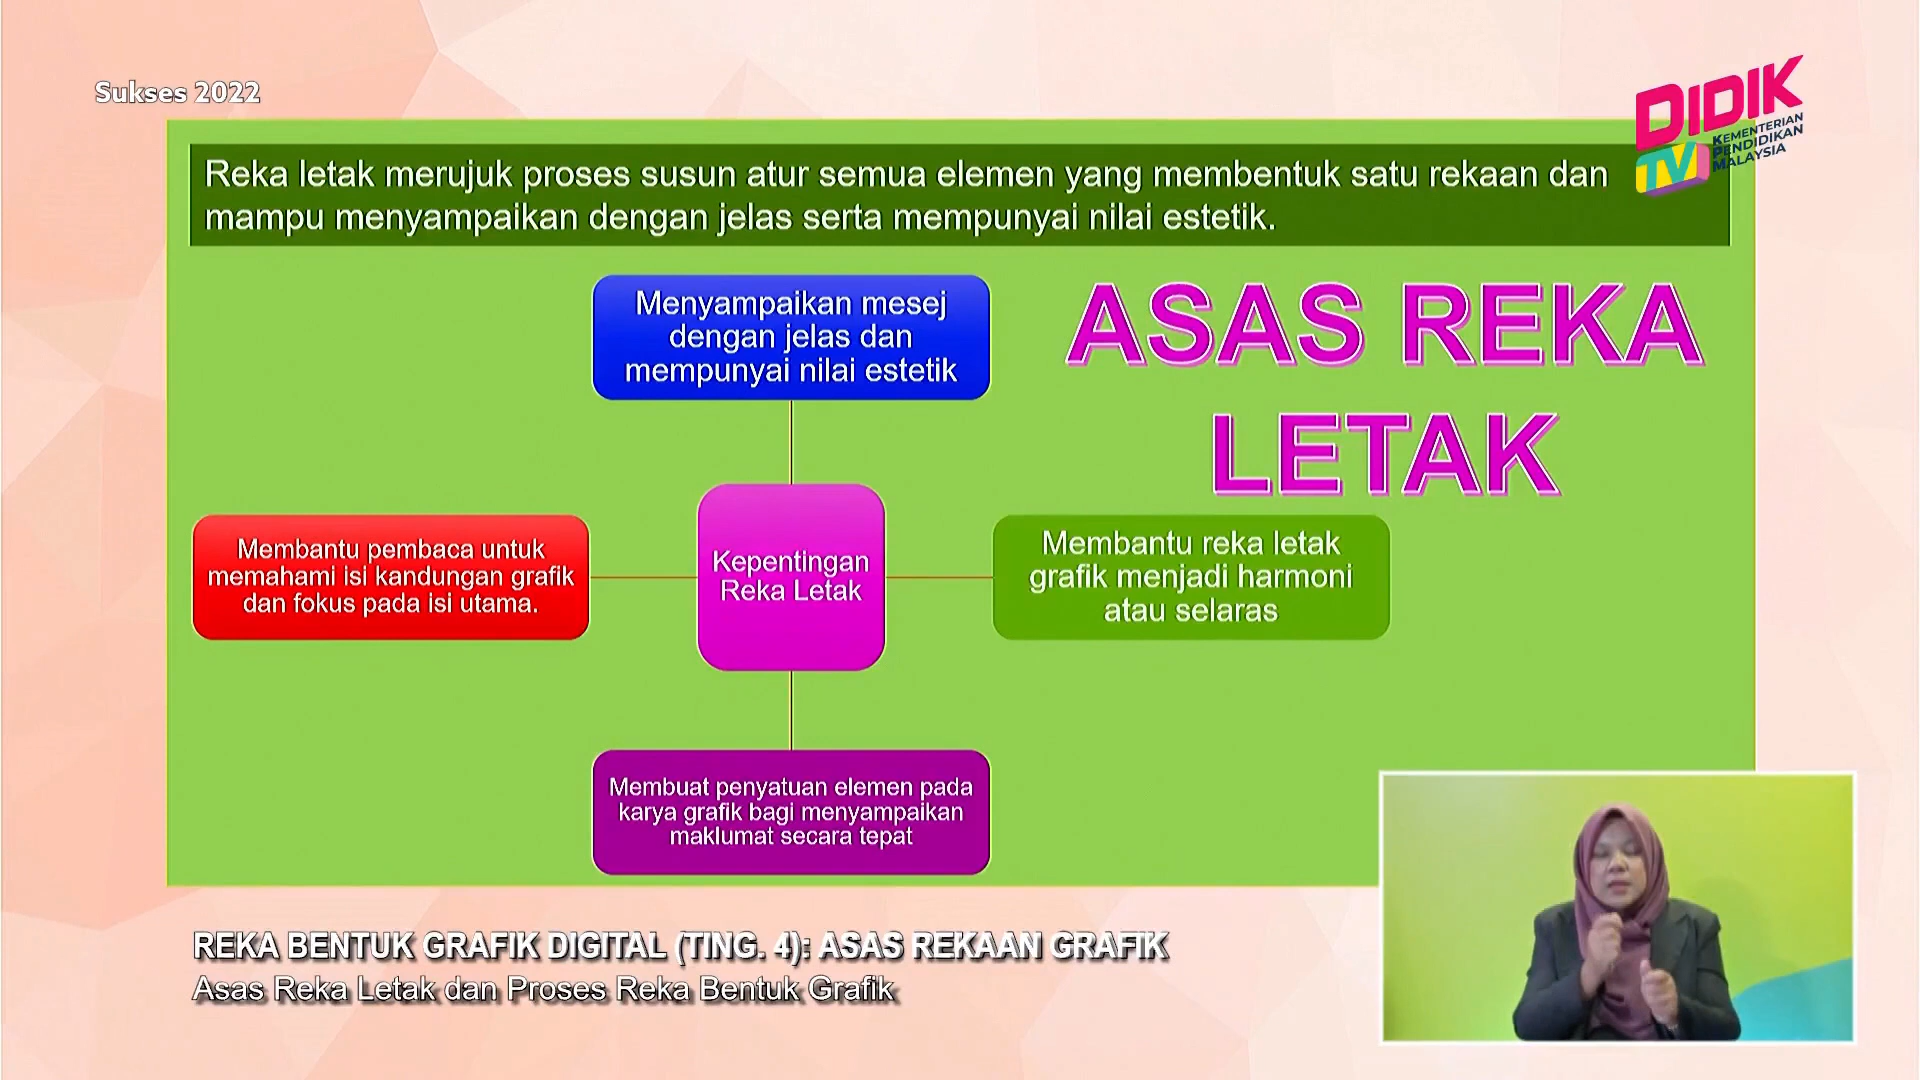 Sukses 2022
DIDIK
TV
KEMENTERIAN
PENDIDIKAN
MALAYSIA
Reka letak merujuk proses susun atur semua elemen yang membentuk satu rekaan dan
mampu menyampaikan dengan jelas serta mempunyai nilai estetik.
ASAS REKA
LETAK
Menyampaikan mesej
dengan jelas dan
mempunyai nilai estetik
Membantu pembaca untuk
memahami isi kandungan grafik
dan fokus pada isi utama.
Kepentingan
Reka Letak
Membantu reka letak
grafik menjadi harmoni
atau selaras
Membuat penyatuan elemen pada
karya grafik bagi menyampaikan
maklumat secara tepat
REKA BENTUK GRAFIK DIGITAL (TING. 4): ASAS REKAAN GRAFIK
Asas Reka Letak dan Proses Reka Bentuk Grafik